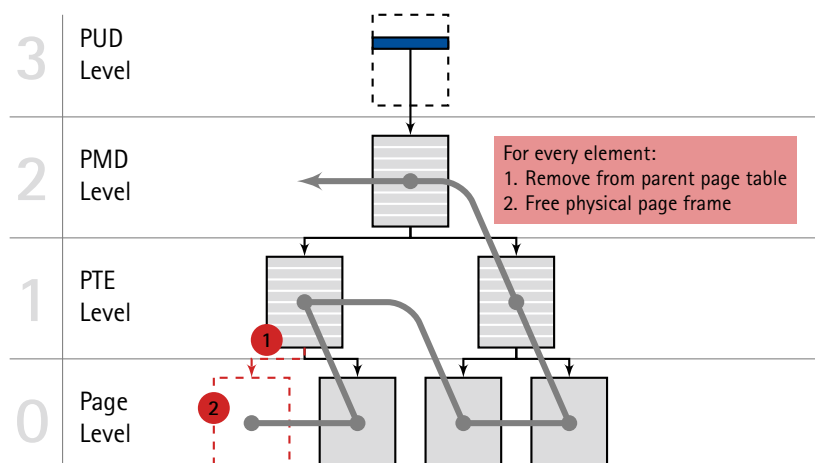 3
PUD
Level
2
PMD
Level
For every element:
1. Remove from parent page table
2. Free physical page frame
1
PTE
Level
1
0
Page
Level
2